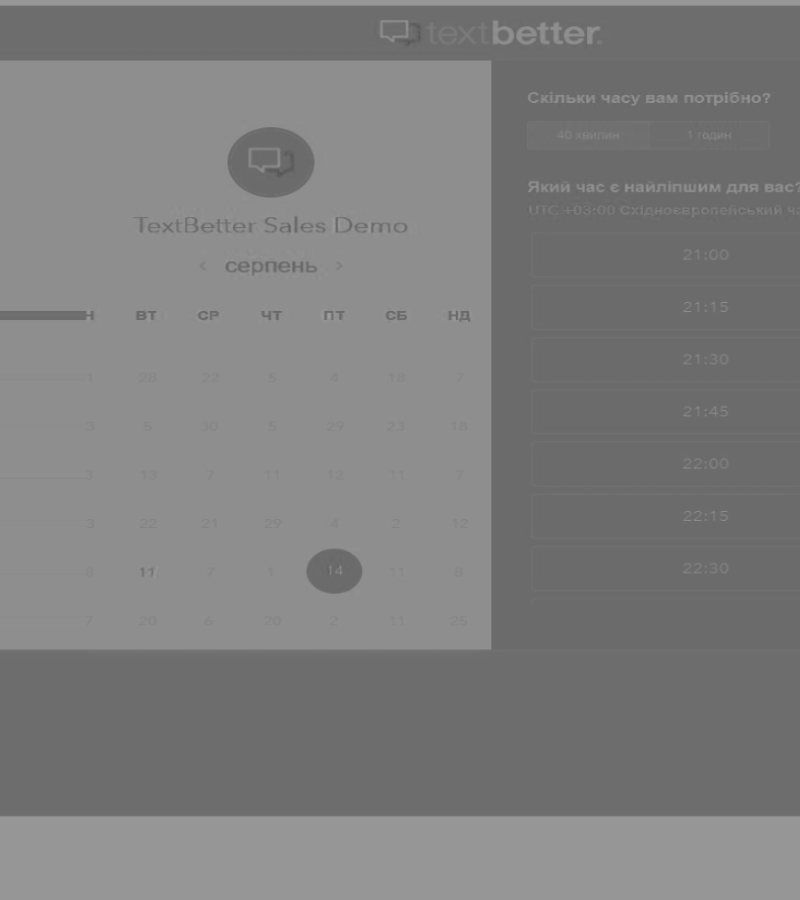 textbetter.
TextBetter Sales Demo
‹ серпень ›
Н ВТ СР ЧТ ПТ СБ НД
1 28 22 5 4 18 7
3 5 30 5 29 23 18
3 13 7 11 12 11 7
3 22 21 29 4 2 12
8 11 7 1 14 11 8
7 20 6 20 2 11 25
Скільки часу вам потрібно?
40 хвилин 1 годин
Який час є найліпшим для вас?
UTC +03:00 Східноєвропейський ча
21:00
21:15
21:30
21:45
22:00
22:15
22:30